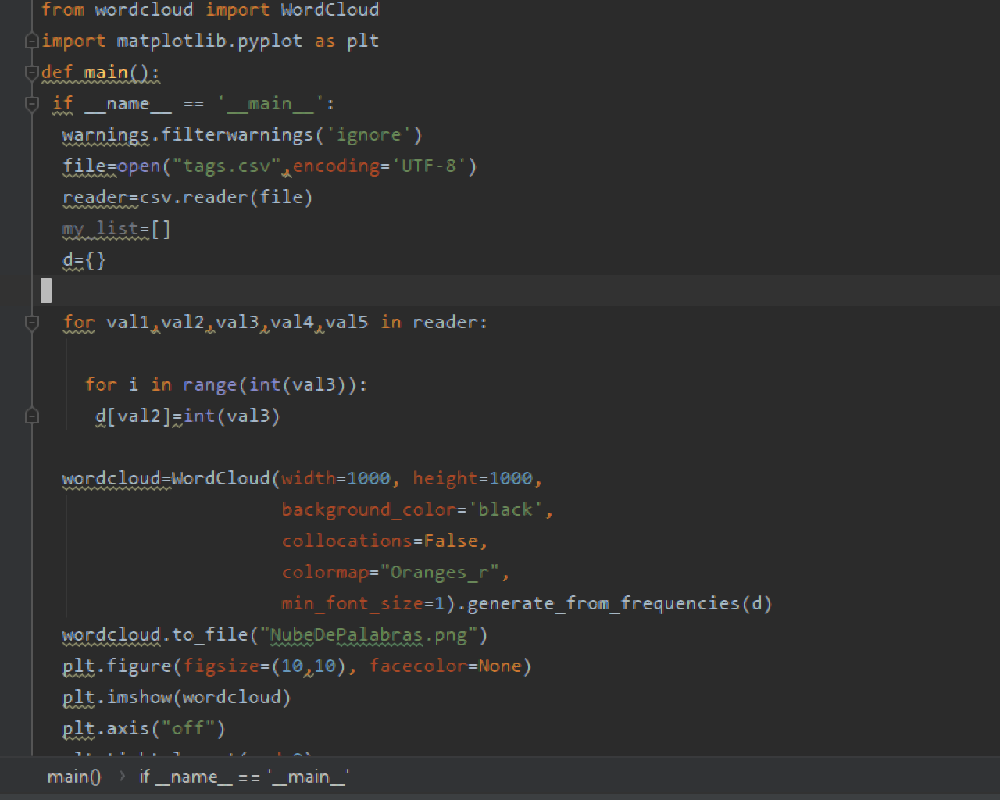 from wordcloud import WordCloud
import matplotlib.pyplot as plt
def main():
if __name__ == '__main__':
warnings.filterwarnings('ignore')
file=open("tags.csv",encoding='UTF-8')
reader=csv.reader(file)
my_list=[]
d={}
for val1,val2,val3,val4,val5 in reader:
for i in range(int(val3)):
d[val2]=int(val3)
wordcloud=WordCloud(width=1000, height=1000,
background_color='black',
collocations=False,
colormap="Oranges_r",
min_font_size=1).generate_from_frequencies(d)
wordcloud.to_file("NubeDePalabras.png")
plt.figure(figsize=(10,10), facecolor=None)
plt.imshow(wordcloud)
plt.axis("off")
main() › if __name__ == '__main__'